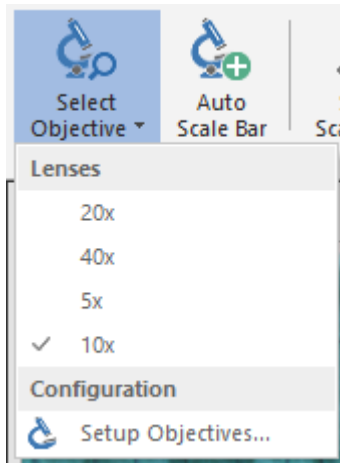 Select
Objective
Auto
Scale Bar
Lenses
20x
40x
5x
10x
Configuration
Setup Objectives...